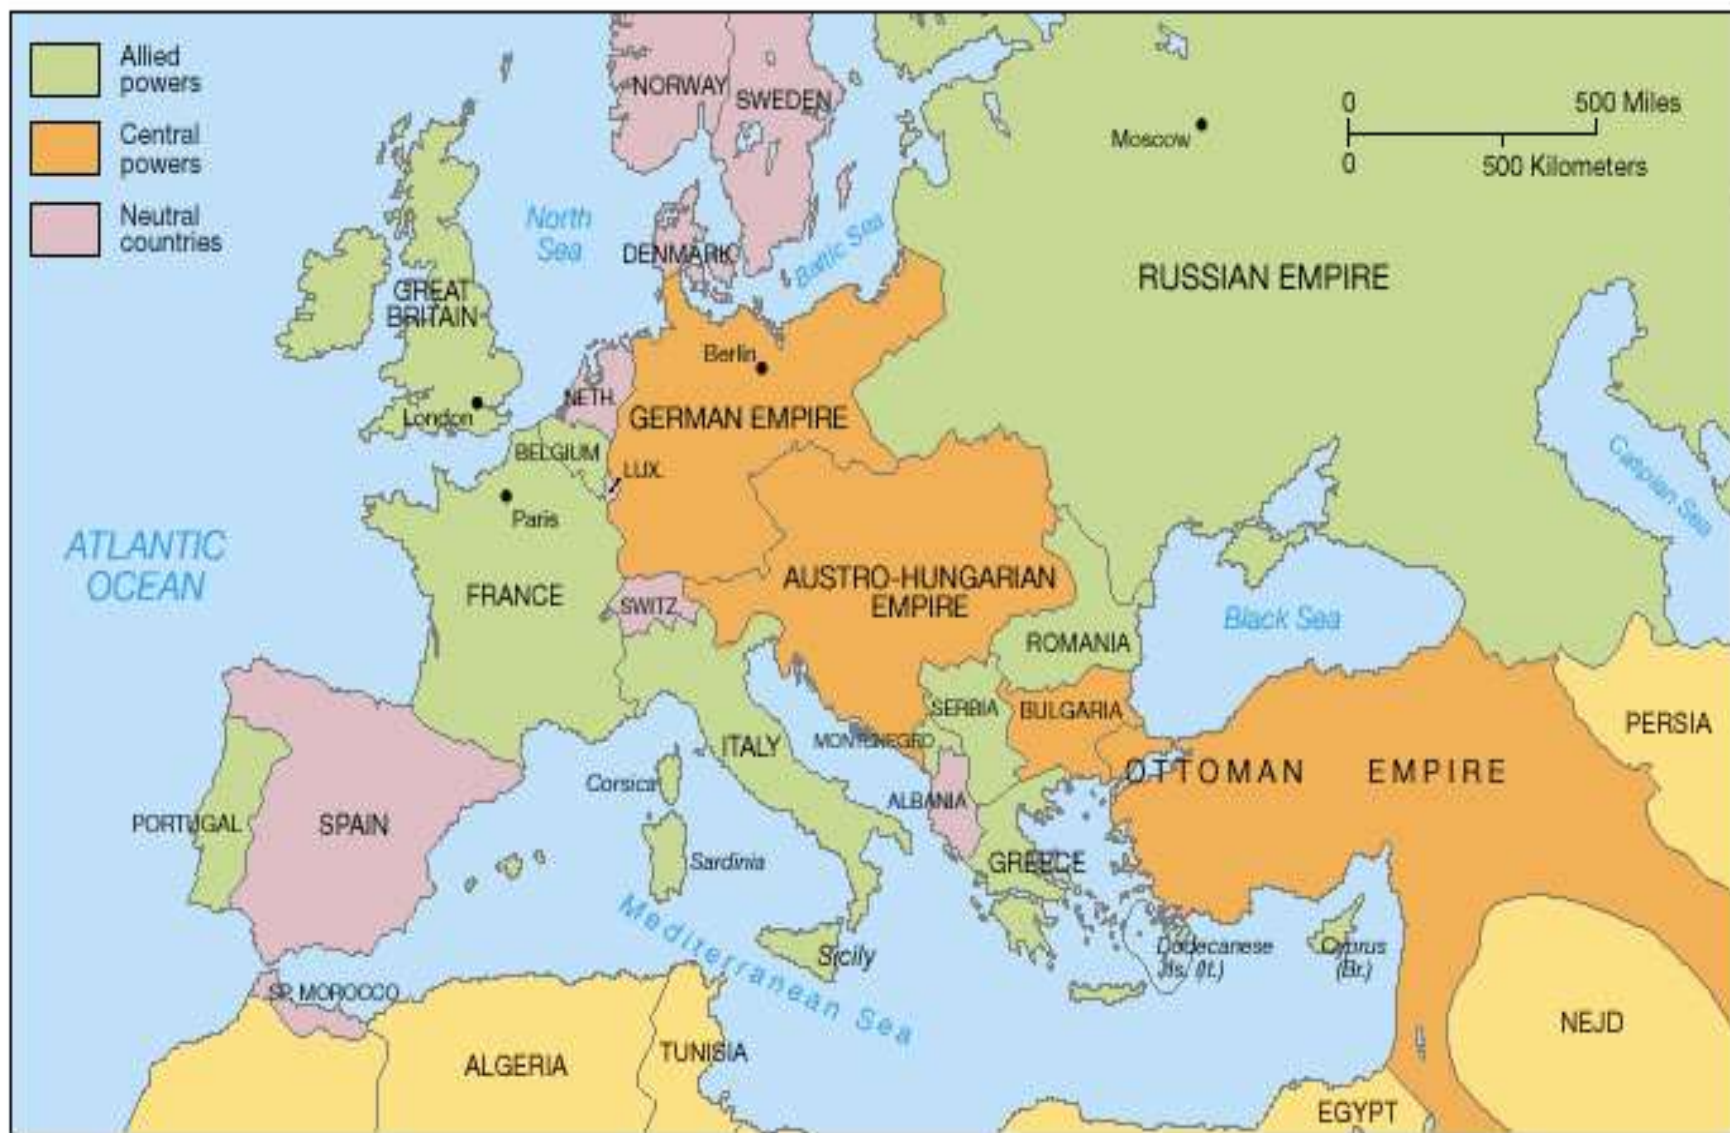 Allied
powers
Central
powers
Neutral
countries
NORWAY
SWEDEN
Moscow
0
500 Miles
0
500 Kilometers
North
Sea
DENMARK
Baltic Sea
RUSSIAN EMPIRE
GREAT
BRITAIN
Berlin
NETH.
London
GERMAN EMPIRE
BELGIUM
LUX.
Caspian Sea
Paris
ATLANTIC
OCEAN
FRANCE
SWITZ.
AUSTRO-HUNGARIAN
EMPIRE
Black Sea
ROMANIA
SERBIA
BULGARIA
PERSIA
MONTENEGRO
ITALY
Corsica
OTTOMAN EMPIRE
ALBANIA
PORTUGAL
SPAIN
Sardinia
GREECE
Mediterranean Sea
Sicily
Dodecanese
(Is. (It.)
Cyprus
(Br.)
SP. MOROCCO
NEJD
ALGERIA
TUNISIA
EGYPT